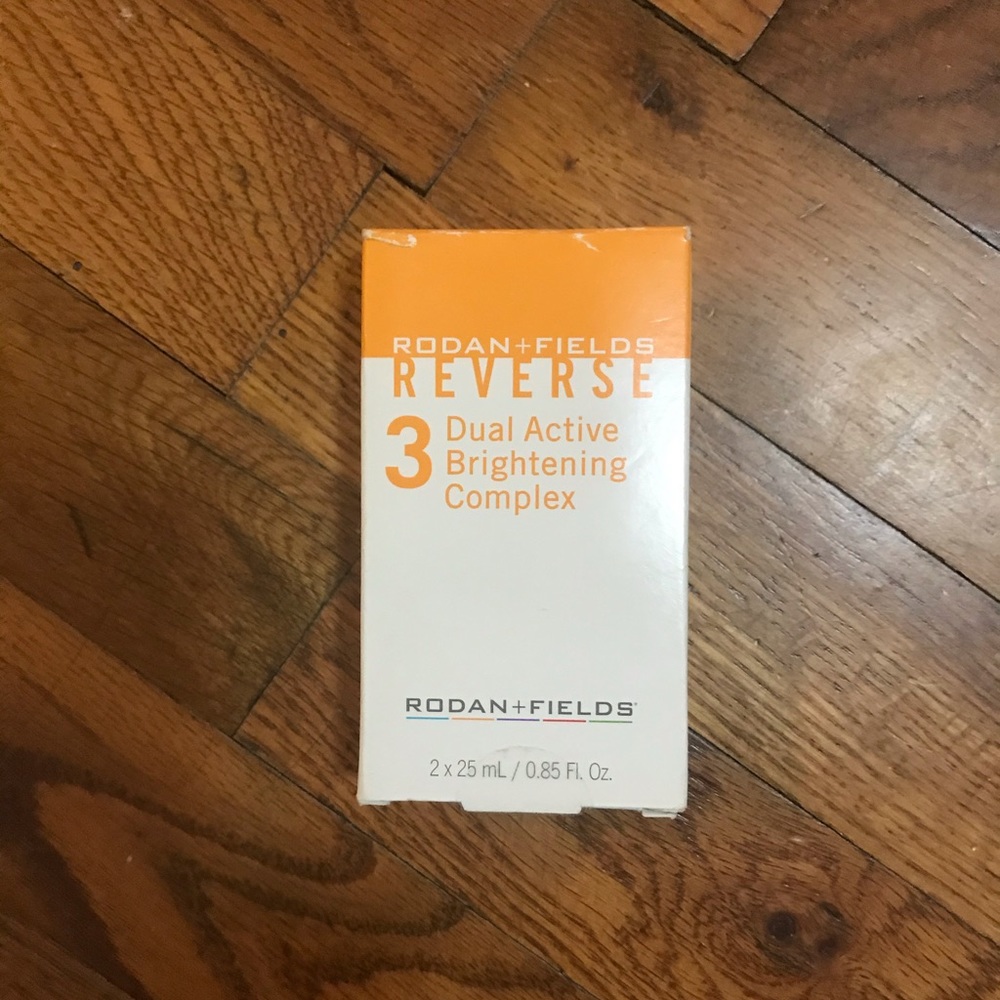 RODAN+FIELDS
REVERSE
3 Dual Active
Brightening
Complex
RODAN+FIELDS®
2 x 25 mL / 0.85 Fl. Oz.